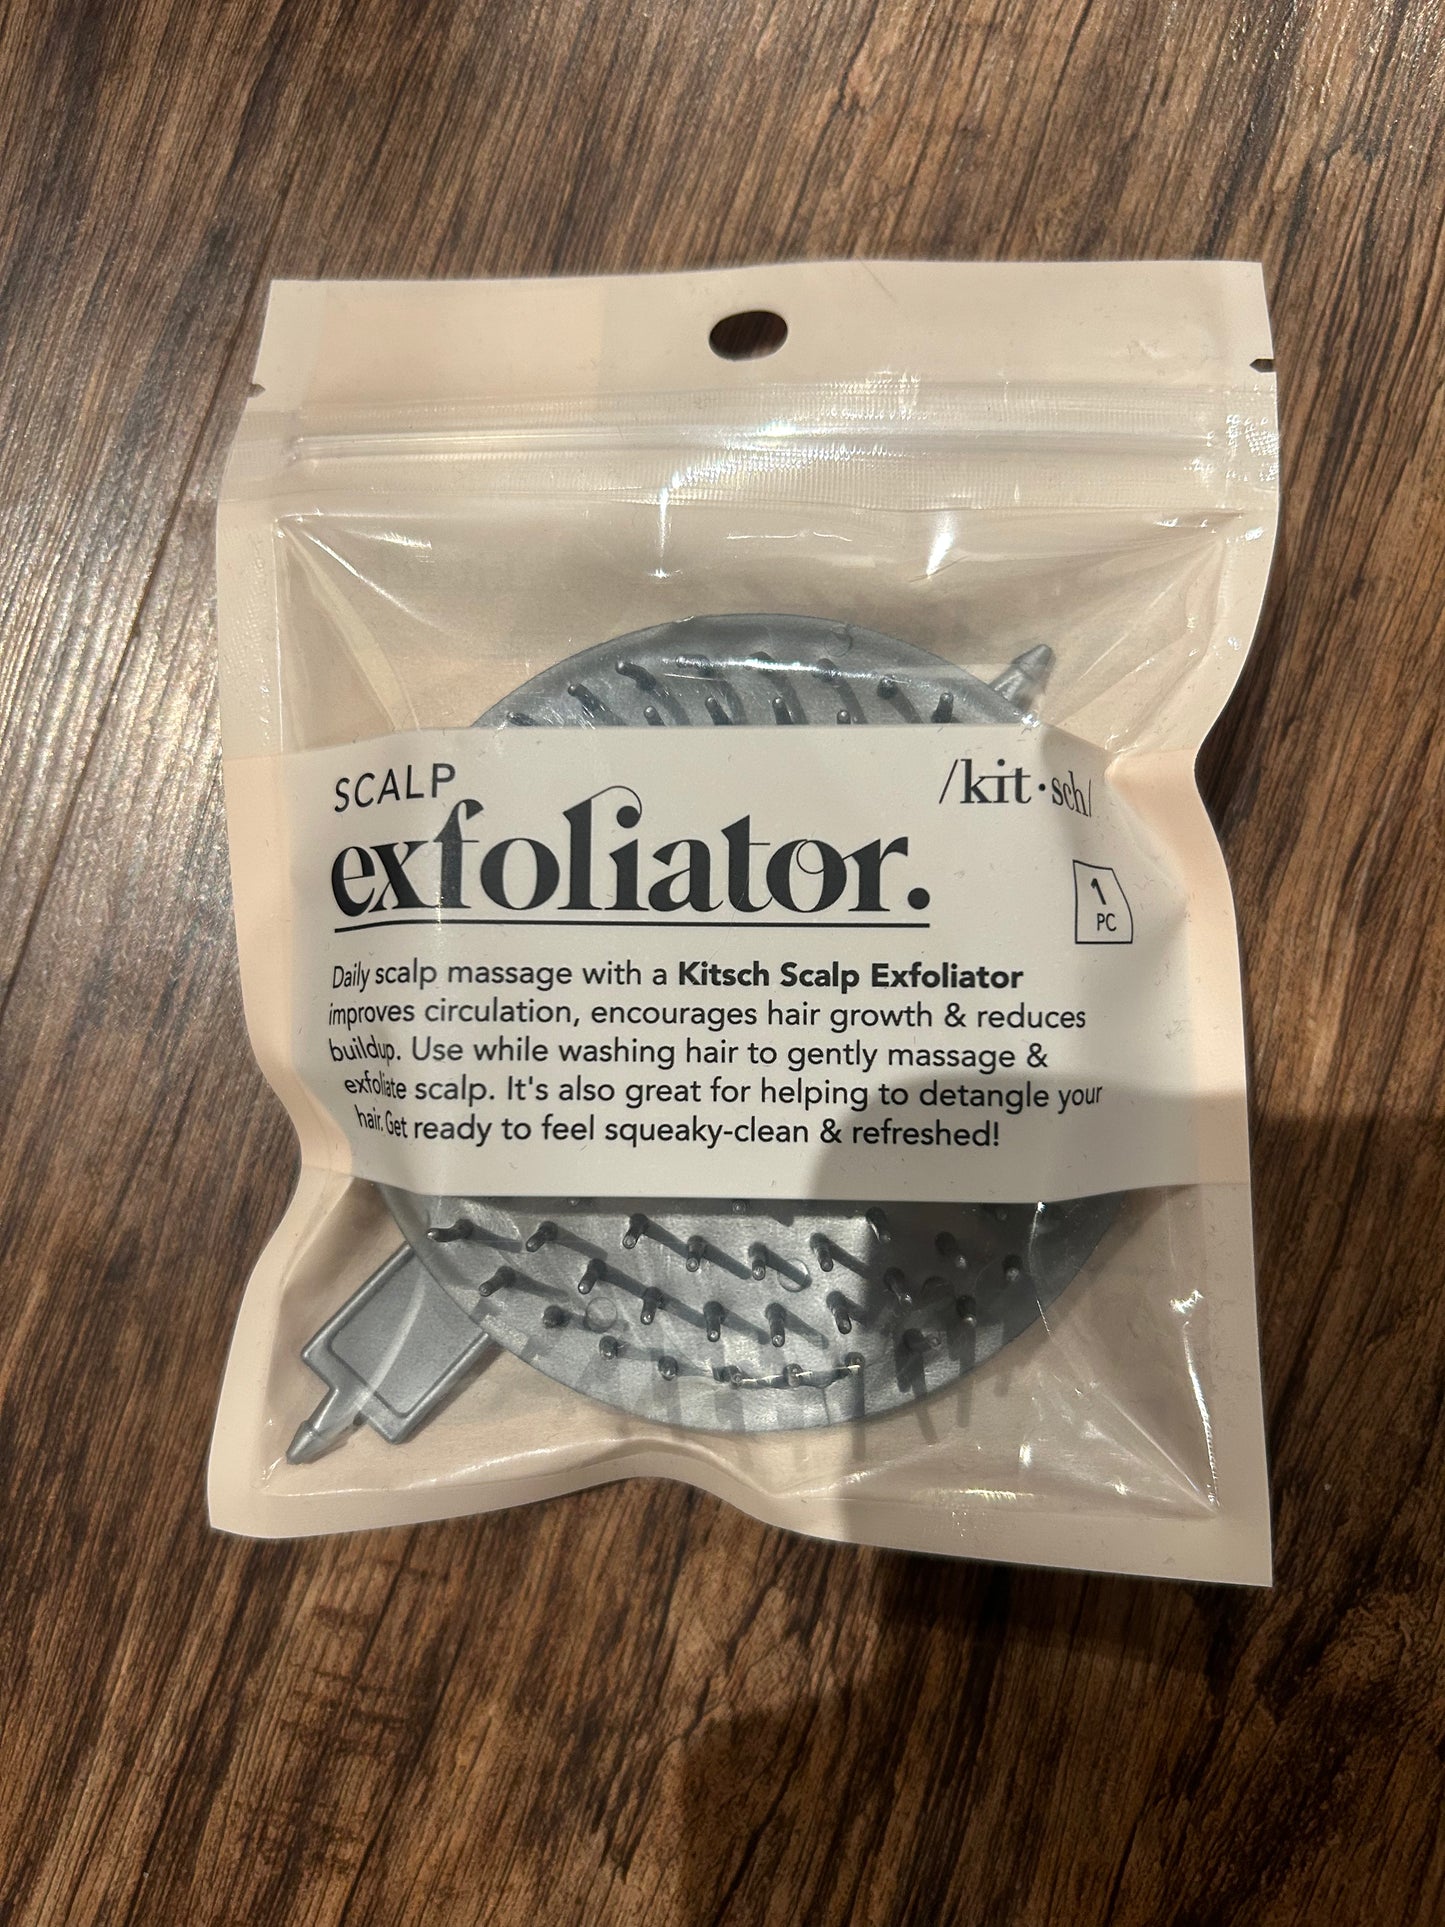 SCALP
exfoliator.
/kit·sch/
1
PC
Daily scalp massage with a Kitsch Scalp Exfoliator
improves circulation, encourages hair growth & reduces
buildup. Use while washing hair to gently massage &
exfoliate scalp. It's also great for helping to detangle your
hair. Get ready to feel squeaky-clean & refreshed!